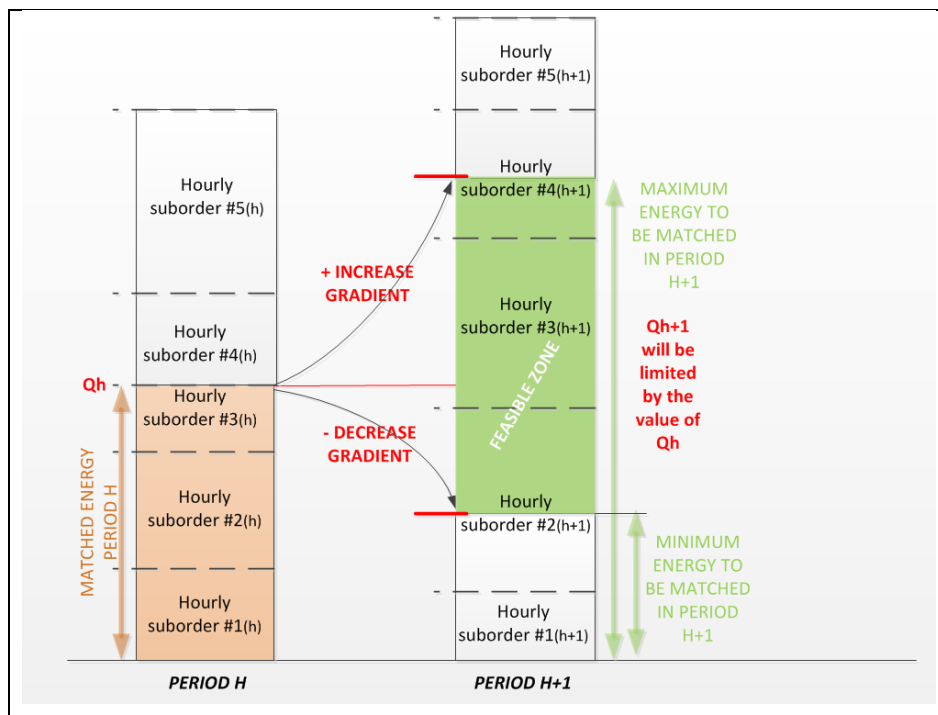 Hourly
suborder #5(h+1)
Hourly
suborder #4(h+1)
Hourly
suborder #3(h+1)
FEASIBLE ZONE
Hourly
suborder #2(h+1)
Hourly
suborder #1(h+1)
PERIOD H+1
Hourly
suborder #5(h)
Hourly
suborder #4(h)
Qh
Hourly
suborder #3(h)
Hourly
suborder #2(h)
Hourly
suborder #1(h)
MATCHED ENERGY
PERIOD H
PERIOD H
+ INCREASE
GRADIENT
- DECREASE
GRADIENT
MAXIMUM
ENERGY TO
BE MATCHED
IN PERIOD
H+1
Qh+1
will be
limited
by the
value of
Qh
MINIMUM
ENERGY TO
BE MATCHED
IN PERIOD
H+1